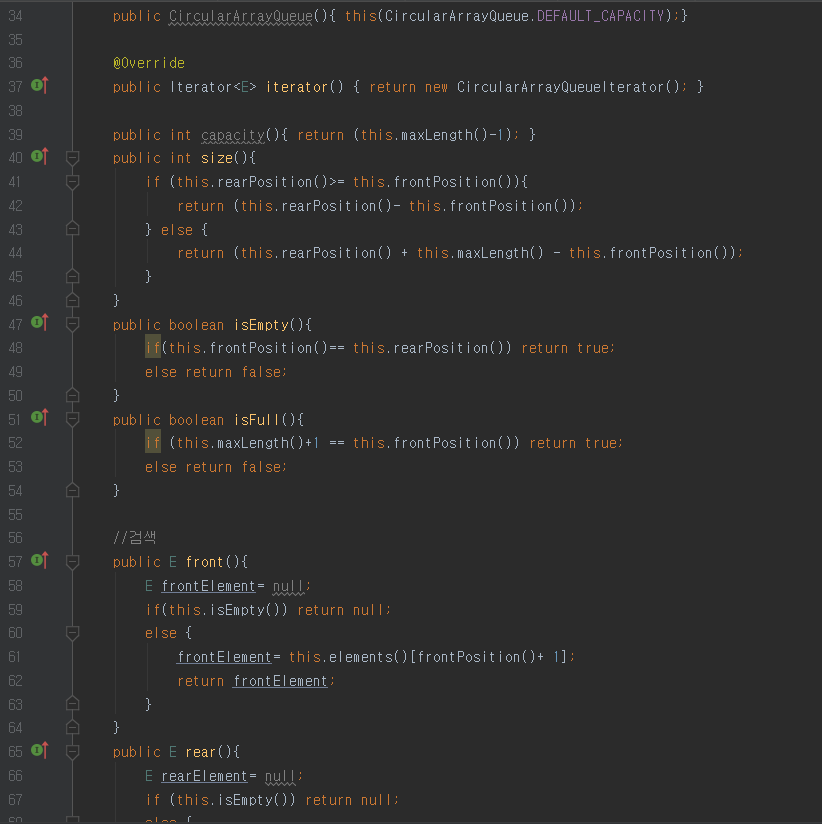 34 public CircularArrayQueue(){ this(CircularArrayQueue.DEFAULT_CAPACITY);}
35
36 @Override
37 public Iterator<E> iterator() { return new CircularArrayQueueIterator(); }
38
39 public int capacity(){ return (this.maxLength()-1); }
40 public int size(){
41 if (this.rearPosition()>= this.frontPosition()){
42 return (this.rearPosition()- this.frontPosition());
43 } else {
44 return (this.rearPosition() + this.maxLength() - this.frontPosition());
45 }
46 }
47 public boolean isEmpty(){
48 if(this.frontPosition()== this.rearPosition()) return true;
49 else return false;
50 }
51 public boolean isFull(){
52 if (this.maxLength()+1 == this.frontPosition()) return true;
53 else return false;
54 }
55
56 //검색
57 public E front(){
58 E frontElement= null;
59 if(this.isEmpty()) return null;
60 else {
61 frontElement= this.elements()[frontPosition()+ 1];
62 return frontElement;
63 }
64 }
65 public E rear(){
66 E rearElement= null;
67 if (this.isEmpty()) return null;
68 else {